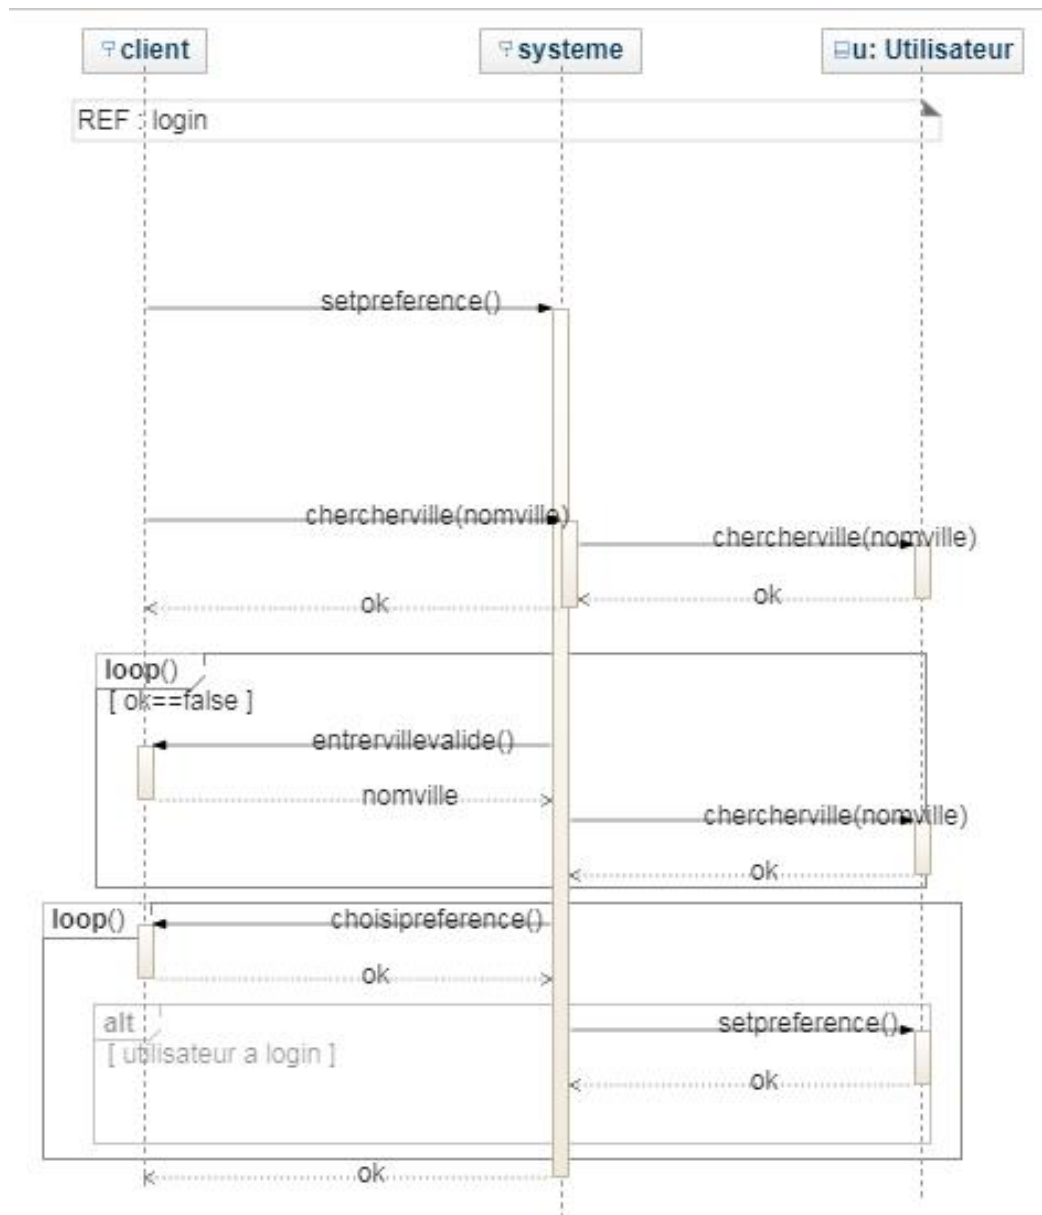 client
systeme
u: Utilisateur
REF : login
setpreference()
chercherville(nomville)
chercherville(nomville)
ok
ok
loop()
[ ok==false ]
entrervillevalide()
nomville
chercherville(nomville)
ok
loop()
choisipreference()
ok
alt
setpreference()
[ utilisateur a login ]
ok
ok